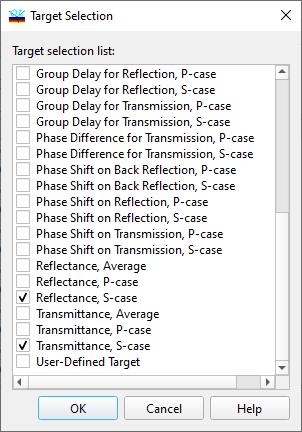 Target Selection
Target selection list:
Group Delay for Reflection, P-case
Group Delay for Reflection, S-case
Group Delay for Transmission, P-case
Group Delay for Transmission, S-case
Phase Difference for Transmission, P-case
Phase Difference for Transmission, S-case
Phase Shift on Back Reflection, P-case
Phase Shift on Back Reflection, S-case
Phase Shift on Reflection, P-case
Phase Shift on Reflection, S-case
Phase Shift on Transmission, P-case
Phase Shift on Transmission, S-case
Reflectance, Average
Reflectance, P-case
Reflectance, S-case
Transmittance, Average
Transmittance, P-case
Transmittance, S-case
User-Defined Target
OK
Cancel
Help